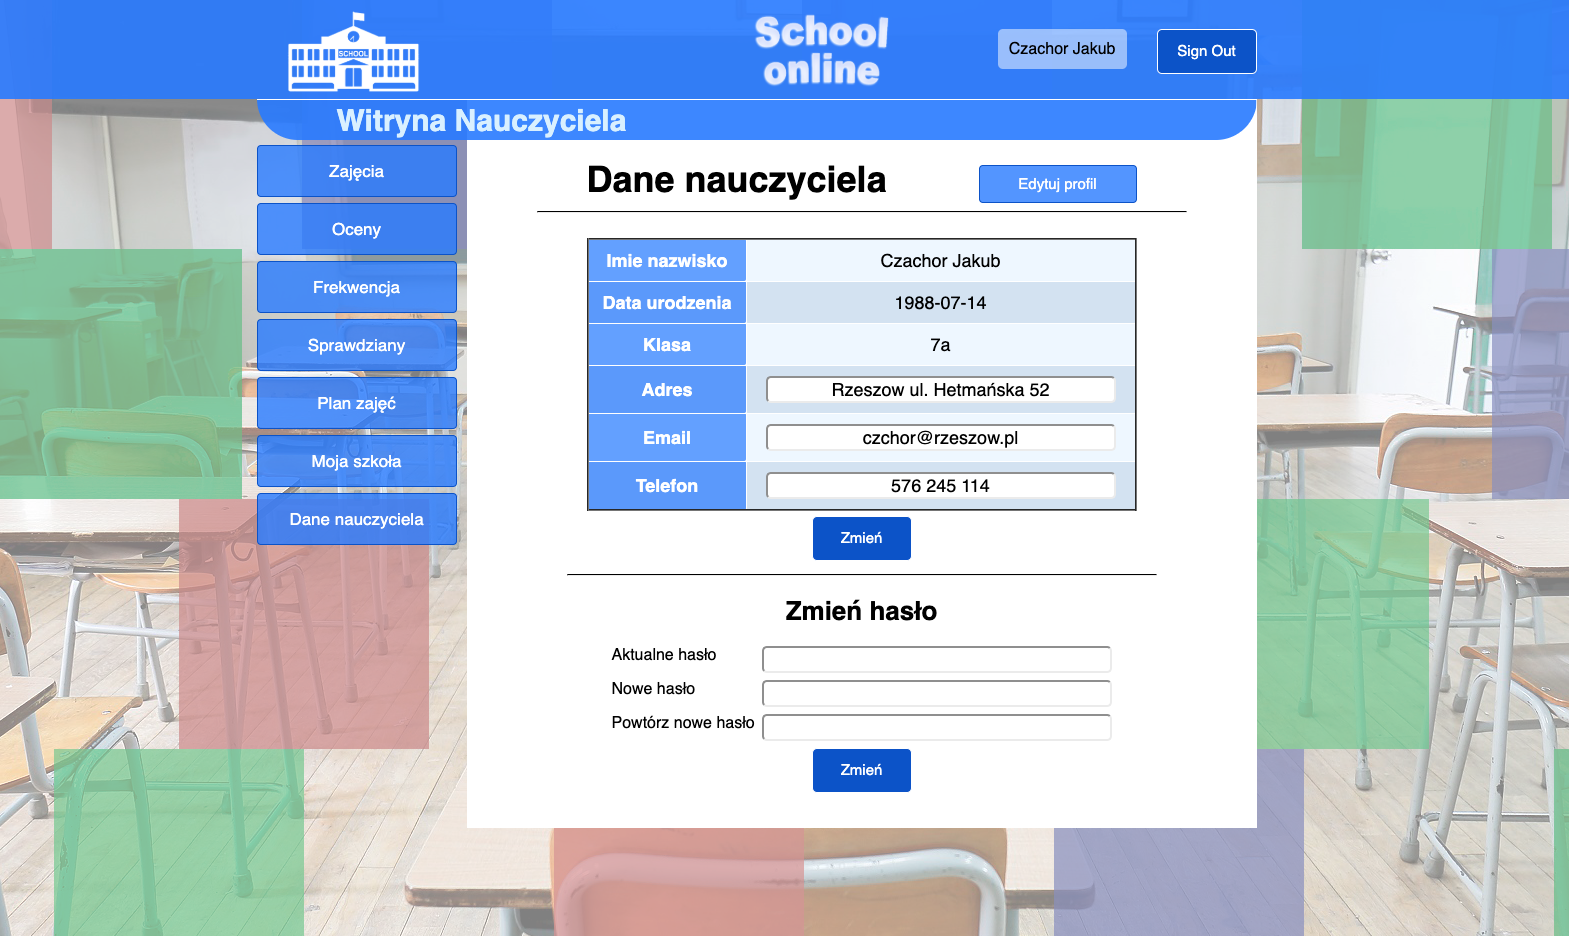 SCHOOL
School
online
Czachor Jakub
Sign Out
Witryna Nauczyciela
Zajęcia
Oceny
Frekwencja
Sprawdziany
Plan zajęć
Moja szkoła
Dane nauczyciela
Dane nauczyciela
Edytuj profil
Imie nazwisko Czachor Jakub
Data urodzenia 1988-07-14
Klasa 7a
Adres Rzeszow ul. Hetmańska 52
Email czchor@rzeszow.pl
Telefon 576 245 114
Zmień
Zmień hasło
Aktualne hasło
Nowe hasło
Powtórz nowe hasło
Zmień